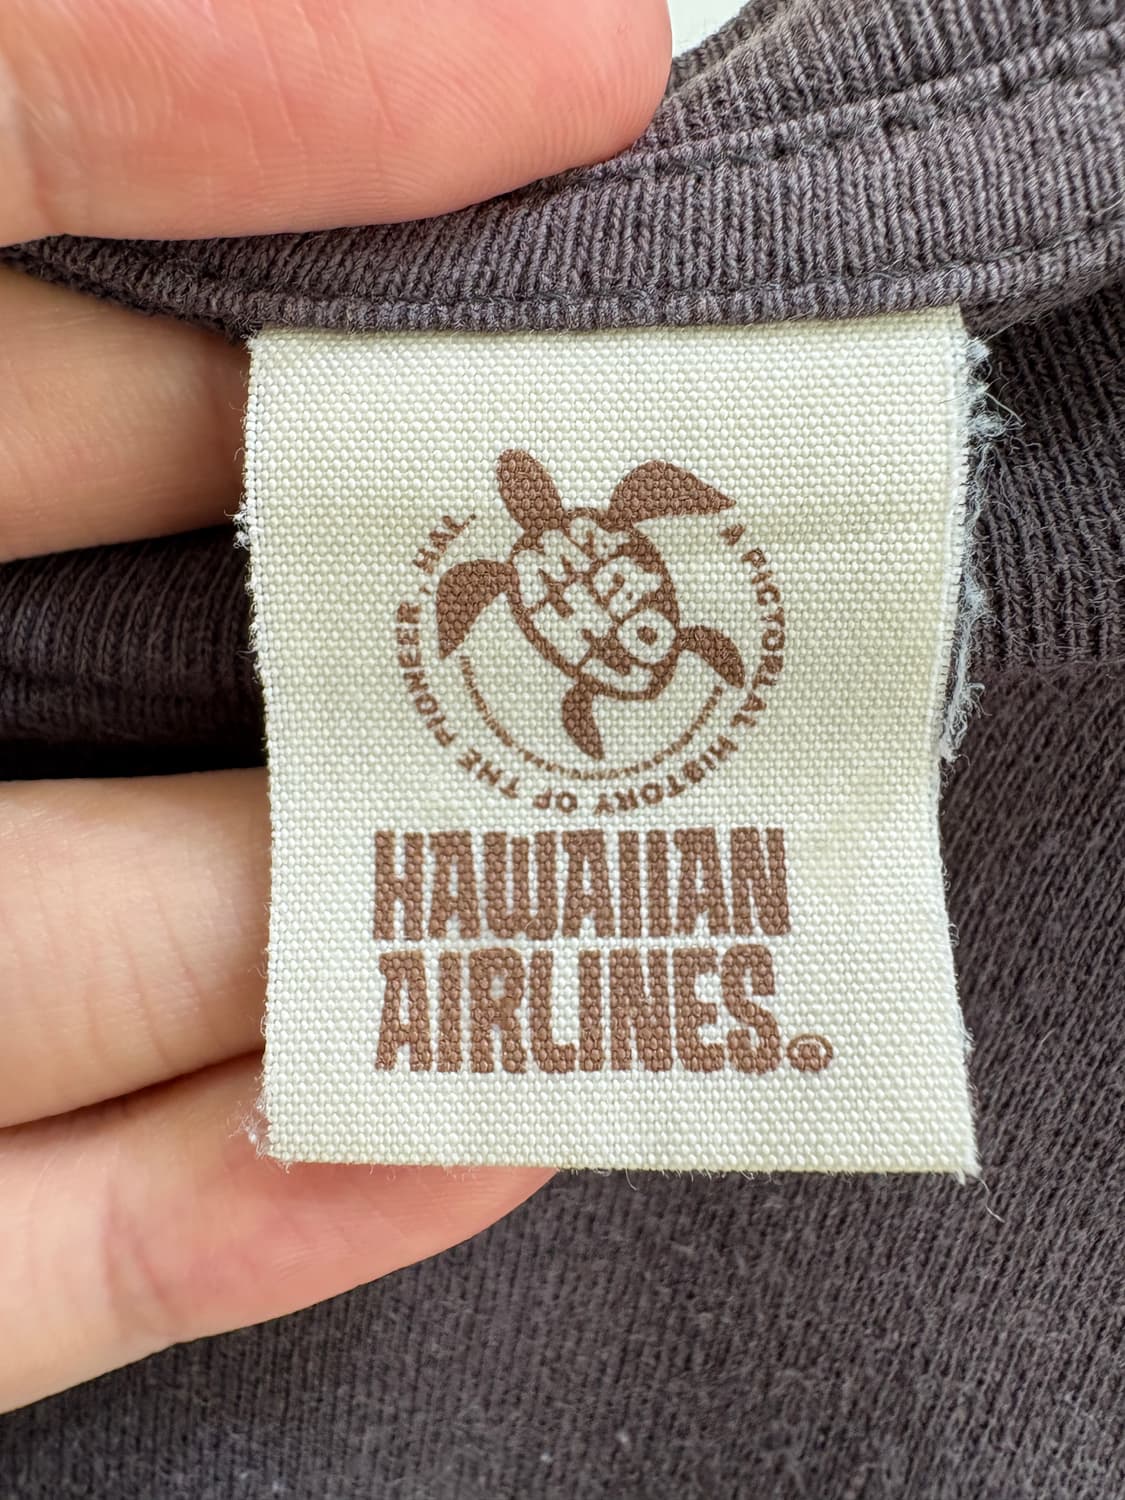 A PICTORIAL HISTORY OF THE PIONEER, HAL.
HAWAIIAN
AIRLINES.®